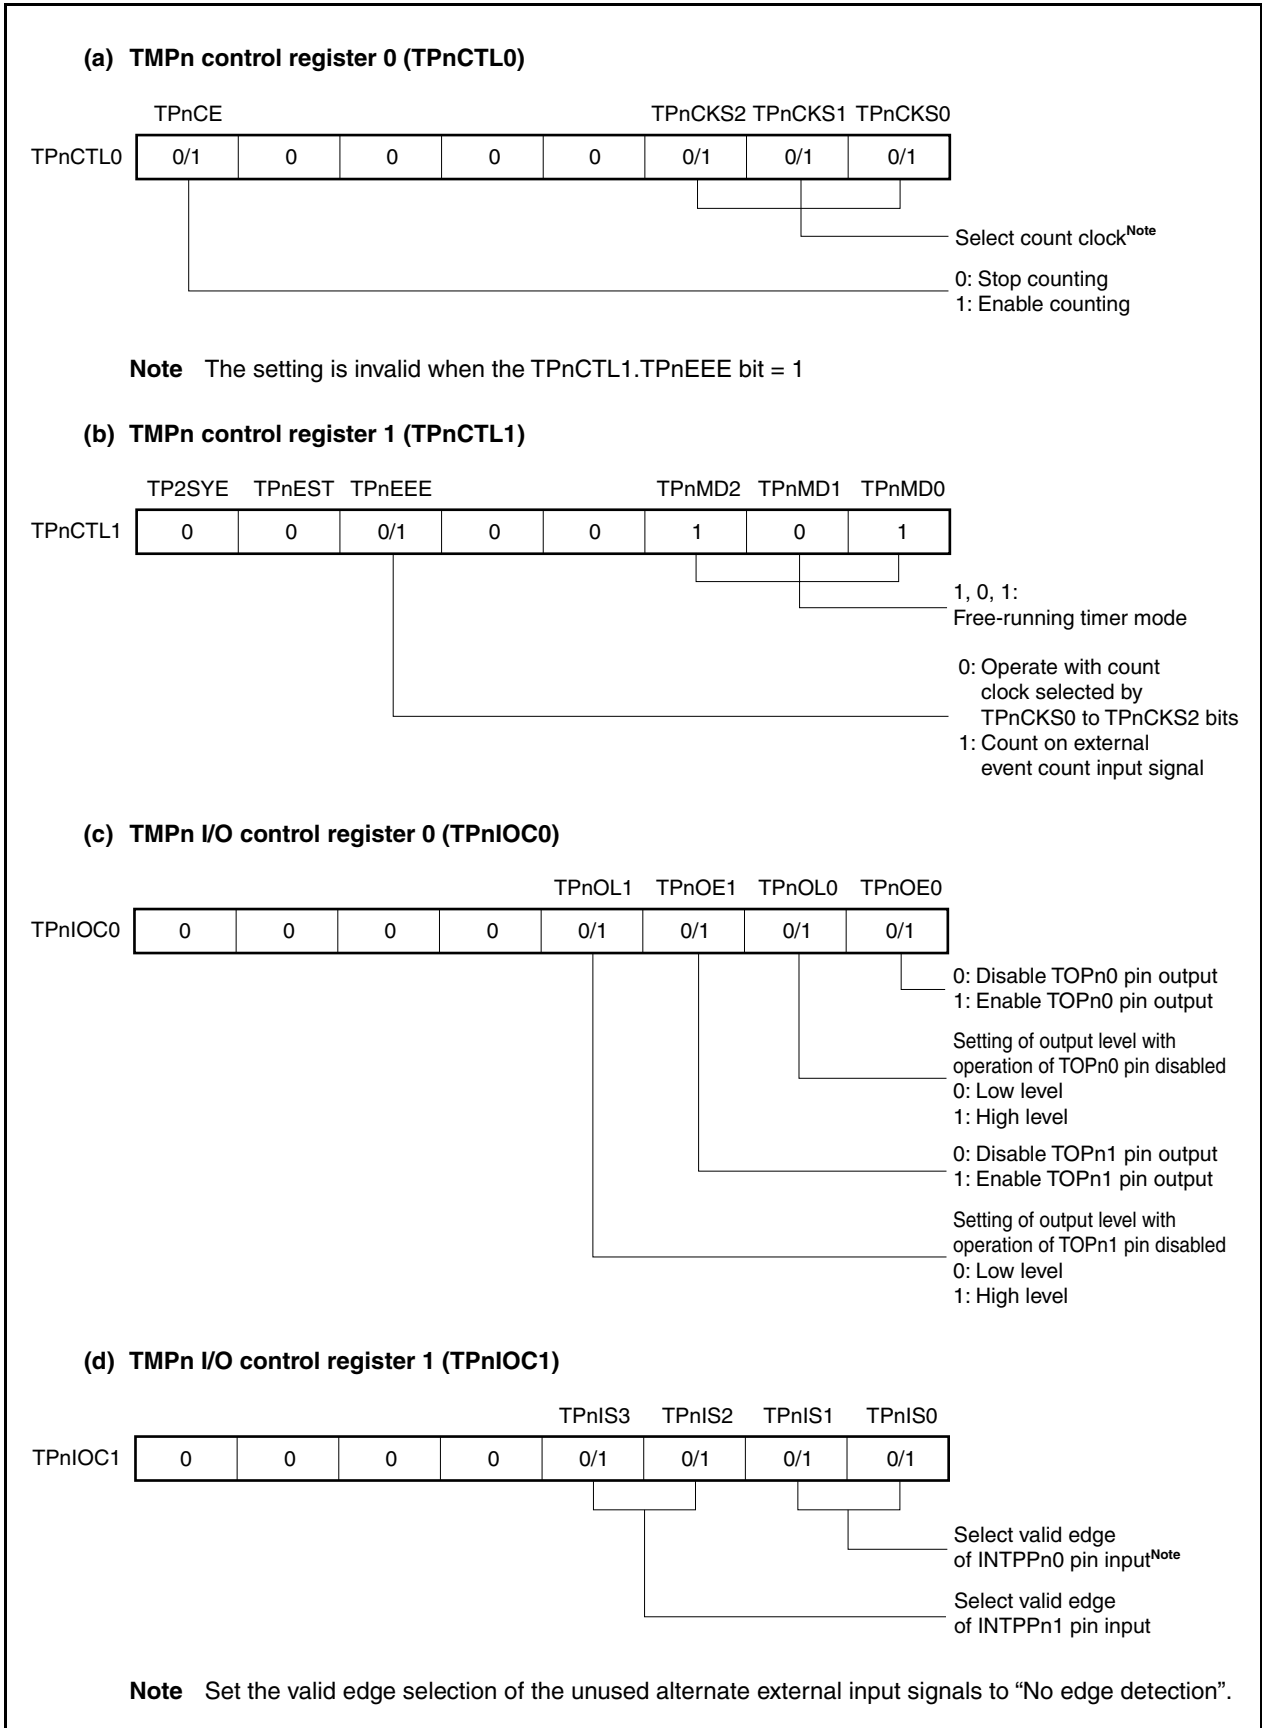 (a) TMPn control register 0 (TPnCTL0)
TPnCE TPnCKS2 TPnCKS1 TPnCKS0
TPnCTL0 0/1 0 0 0 0 0/1 0/1 0/1
Select count clockNote
0: Stop counting
1: Enable counting
Note The setting is invalid when the TPnCTL1.TPnEEE bit = 1
(b) TMPn control register 1 (TPnCTL1)
TP2SYE TPnEST TPnEEE TPnMD2 TPnMD1 TPnMD0
TPnCTL1 0 0 0/1 0 0 1 0 1
1, 0, 1:
Free-running timer mode
0: Operate with count
clock selected by
TPnCKS0 to TPnCKS2 bits
1: Count on external
event count input signal
(c) TMPn I/O control register 0 (TPnIOC0)
TPnOL1 TPnOE1 TPnOL0 TPnOE0
TPnIOC0 0 0 0 0 0/1 0/1 0/1 0/1
0: Disable TOPn0 pin output
1: Enable TOPn0 pin output
Setting of output level with
operation of TOPn0 pin disabled
0: Low level
1: High level
0: Disable TOPn1 pin output
1: Enable TOPn1 pin output
Setting of output level with
operation of TOPn1 pin disabled
0: Low level
1: High level
(d) TMPn I/O control register 1 (TPnIOC1)
TPnIS3 TPnIS2 TPnIS1 TPnIS0
TPnIOC1 0 0 0 0 0/1 0/1 0/1 0/1
Select valid edge
of INTPPn0 pin inputNote
Select valid edge
of INTPPn1 pin input
Note Set the valid edge selection of the unused alternate external input signals to “No edge detection”.